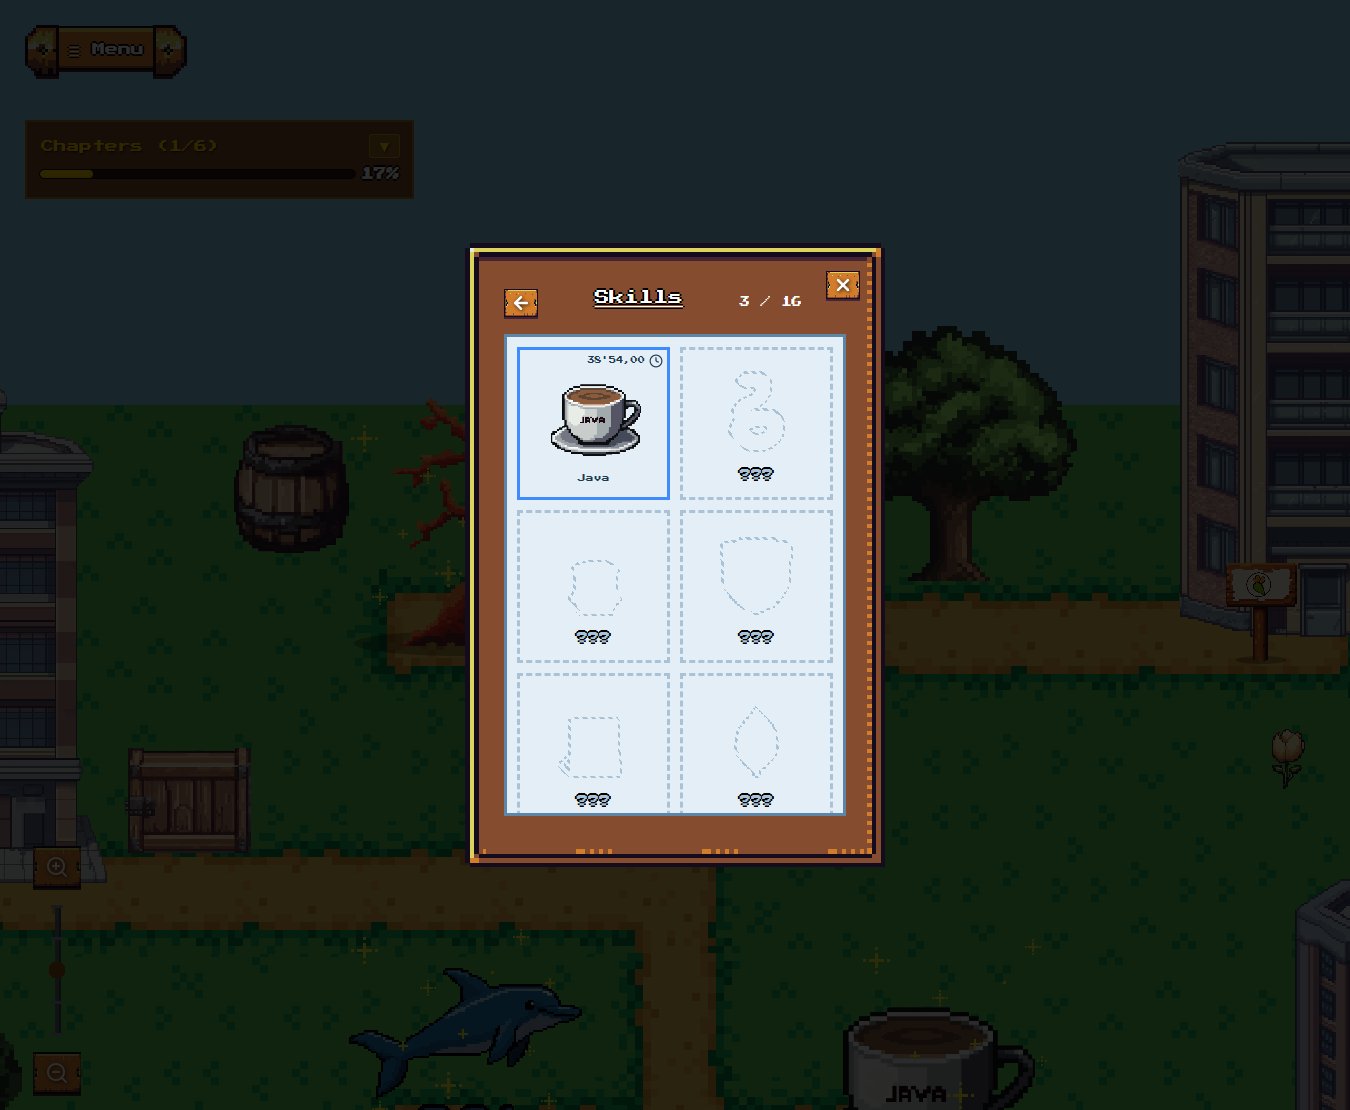 ☰ Menu
Chapters (1/6)
▼
17%
Skills
3 / 16
38'54,00
JAVA
Java
???
???
???
???
???
JAVA